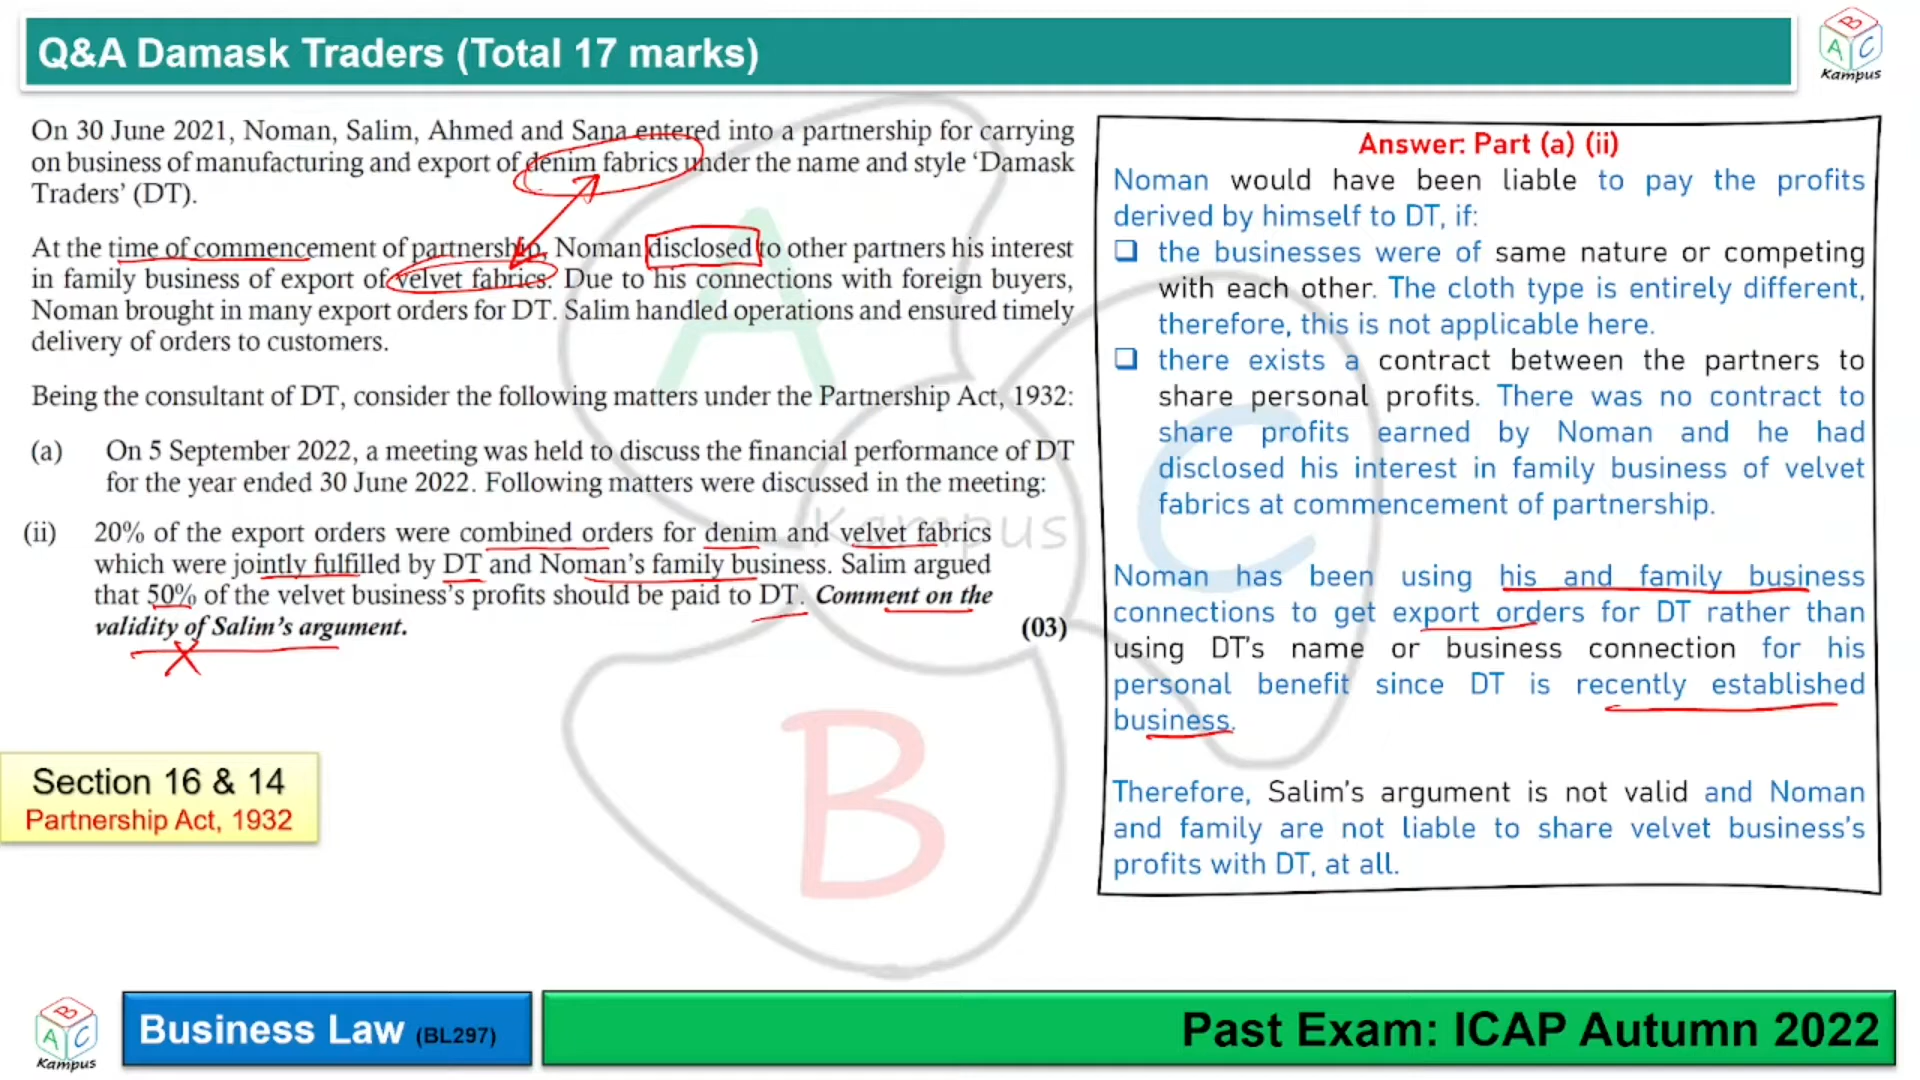 Q&A Damask Traders (Total 17 marks)
B
A C
Kampus
On 30 June 2021, Noman, Salim, Ahmed and Sana entered into a partnership for carrying
on business of manufacturing and export of denim fabrics under the name and style ‘Damask
Traders’ (DT).
At the time of commencement of partnership, Noman disclosed to other partners his interest
in family business of export of velvet fabrics. Due to his connections with foreign buyers,
Noman brought in many export orders for DT. Salim handled operations and ensured timely
delivery of orders to customers.
Being the consultant of DT, consider the following matters under the Partnership Act, 1932:
(a) On 5 September 2022, a meeting was held to discuss the financial performance of DT
for the year ended 30 June 2022. Following matters were discussed in the meeting:
(ii) 20% of the export orders were combined orders for denim and velvet fabrics
which were jointly fulfilled by DT and Noman’s family business. Salim argued
that 50% of the velvet business’s profits should be paid to DT. Comment on the
validity of Salim’s argument. (03)
Section 16 & 14
Partnership Act, 1932
Answer: Part (a) (ii)
Noman would have been liable to pay the profits
derived by himself to DT, if:
❑ the businesses were of same nature or competing
with each other. The cloth type is entirely different,
therefore, this is not applicable here.
❑ there exists a contract between the partners to
share personal profits. There was no contract to
share profits earned by Noman and he had
disclosed his interest in family business of velvet
fabrics at commencement of partnership.
Noman has been using his and family business
connections to get export orders for DT rather than
using DT’s name or business connection for his
personal benefit since DT is recently established
business.
Therefore, Salim’s argument is not valid and Noman
and family are not liable to share velvet business’s
profits with DT, at all.
A
Kampus
C
B
B
A C
Kampus
Business Law (BL297)
Past Exam: ICAP Autumn 2022